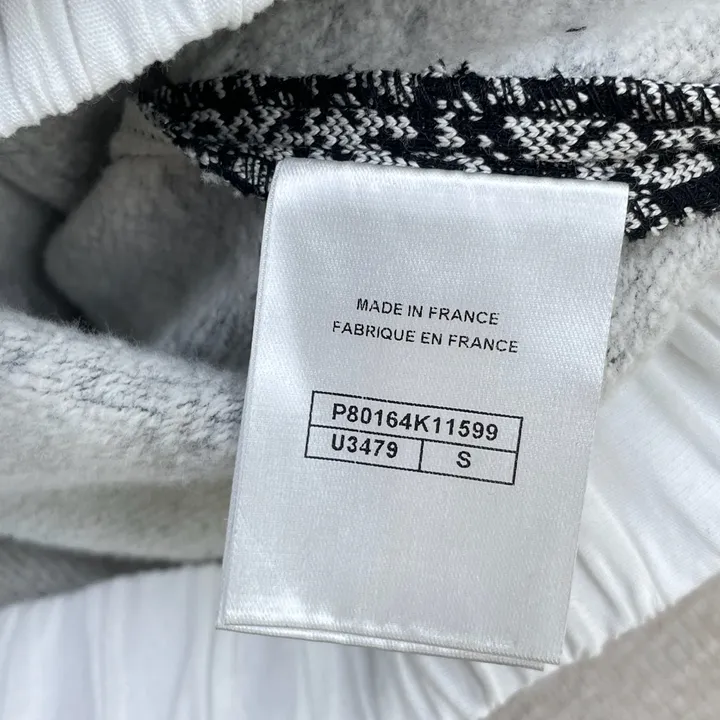 MADE IN FRANCE
FABRIQUE EN FRANCE
P80164K11599
U3479 S